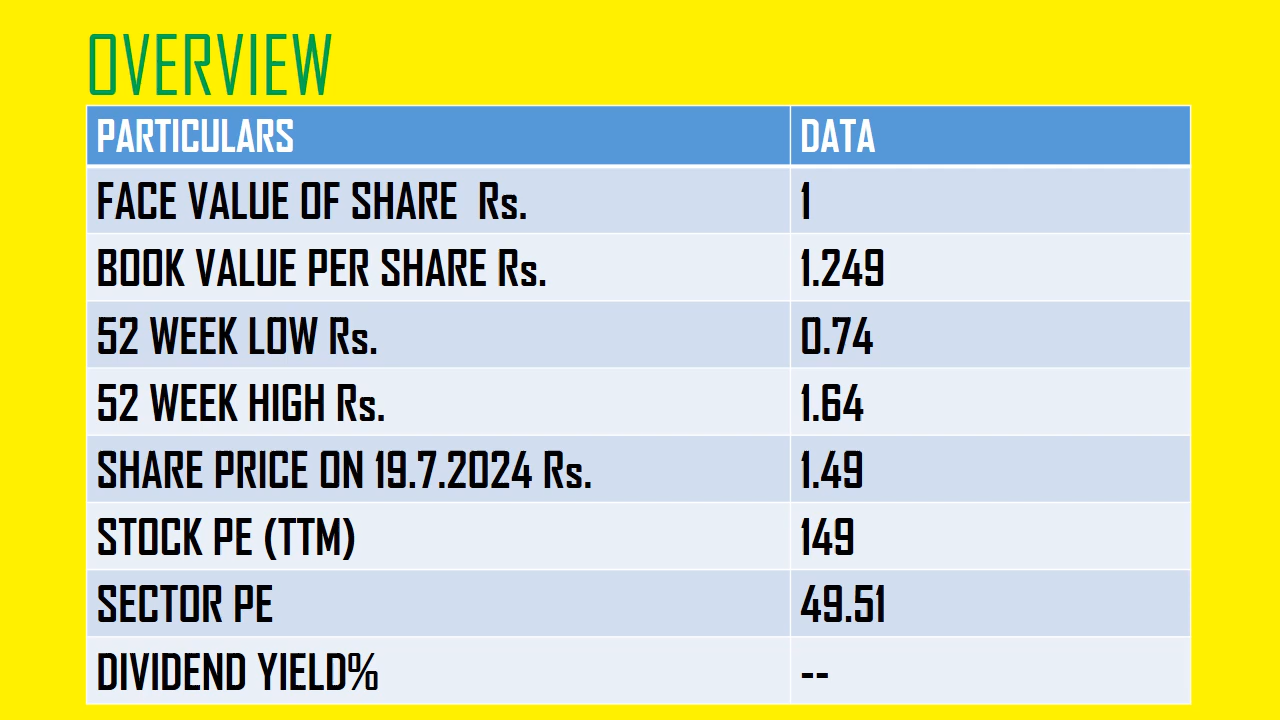 OVERVIEW
PARTICULARS DATA
FACE VALUE OF SHARE Rs. 1
BOOK VALUE PER SHARE Rs. 1.249
52 WEEK LOW Rs. 0.74
52 WEEK HIGH Rs. 1.64
SHARE PRICE ON 19.7.2024 Rs. 1.49
STOCK PE (TTM) 149
SECTOR PE 49.51
DIVIDEND YIELD% --